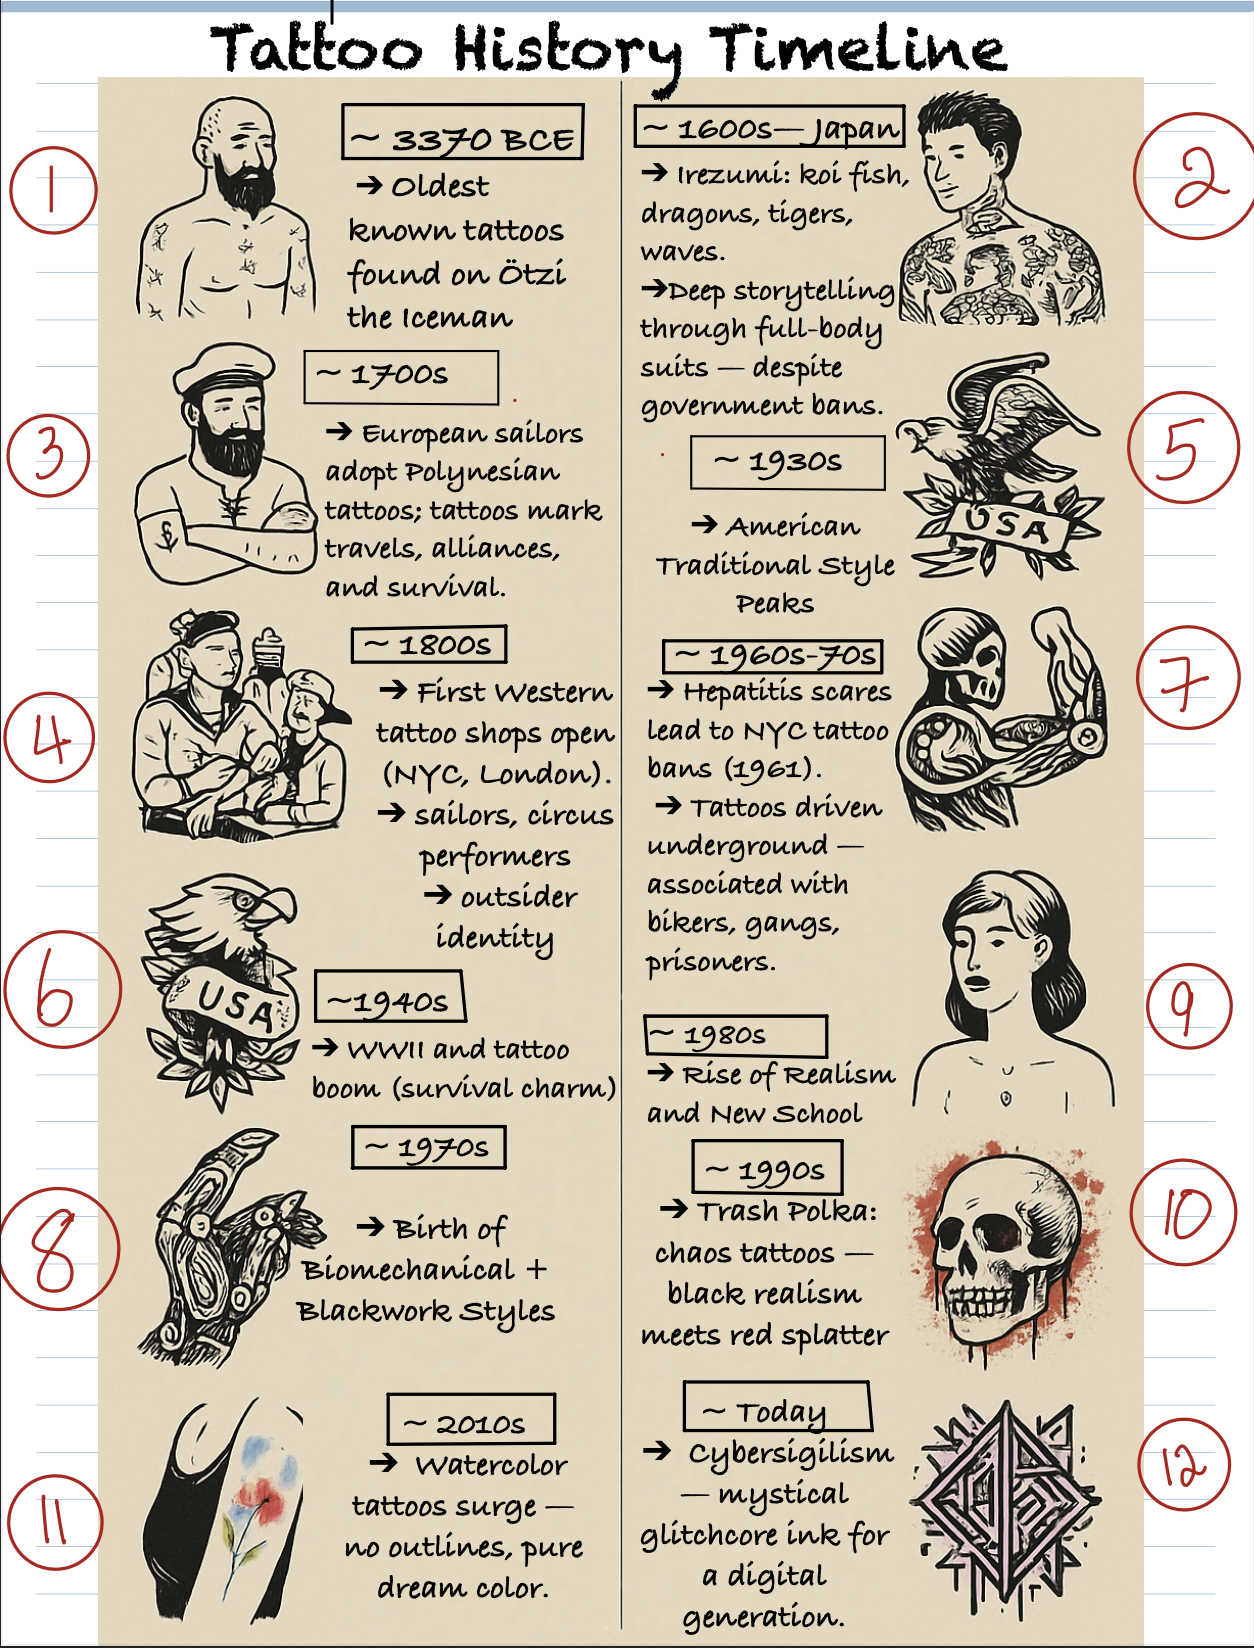 Tattoo History Timeline
1
~ 3370 BCE
➔ Oldest
known tattoos
found on Ötzi
the Iceman
2
~ 1600s— Japan
➔ Irezumi: koi fish,
dragons, tigers,
waves.
➔Deep storytelling
through full-body
suits — despite
government bans.
3
~ 1700s
➔ European sailors
adopt Polynesian
tattoos; tattoos mark
travels, alliances,
and survival.
4
~ 1800s
➔ First Western
tattoo shops open
(NYC, London).
➔ sailors, circus
performers
➔ outsider
identity
5
~ 1930s
➔ American
Traditional Style
Peaks
USA
6
USA
~1940s
➔ WWII and tattoo
boom (survival charm)
7
~ 1960s-70s
➔ Hepatitis scares
lead to NYC tattoo
bans (1961).
➔ Tattoos driven
underground —
associated with
bikers, gangs,
prisoners.
8
~ 1970s
➔ Birth of
Biomechanical +
Blackwork Styles
9
~ 1980s
➔ Rise of Realism
and New School
10
~ 1990s
➔ Trash Polka:
chaos tattoos —
black realism
meets red splatter
11
~ 2010s
➔ Watercolor
tattoos surge —
no outlines, pure
dream color.
12
~ Today
➔ Cybersigilism
— mystical
glitchcore ink for
a digital
generation.